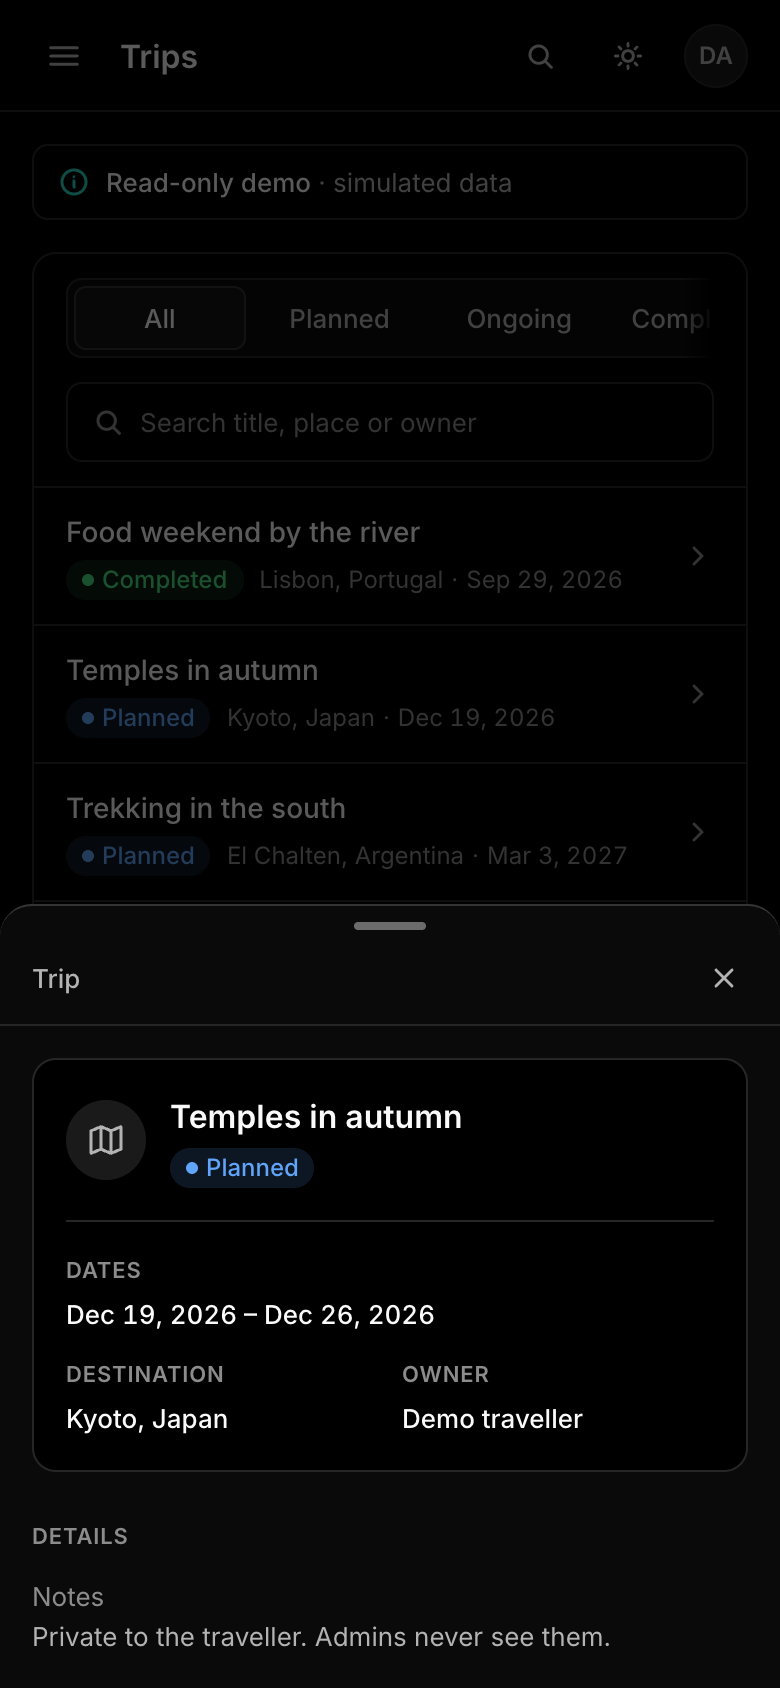 Trips
DA
Read-only demo · simulated data
All
Planned
Ongoing
Compl
Search title, place or owner
Food weekend by the river
Completed
Lisbon, Portugal · Sep 29, 2026
Temples in autumn
Planned
Kyoto, Japan · Dec 19, 2026
Trekking in the south
Planned
El Chalten, Argentina · Mar 3, 2027
Trip
Temples in autumn
Planned
DATES
Dec 19, 2026 – Dec 26, 2026
DESTINATION
OWNER
Kyoto, Japan
Demo traveller
DETAILS
Notes
Private to the traveller. Admins never see them.